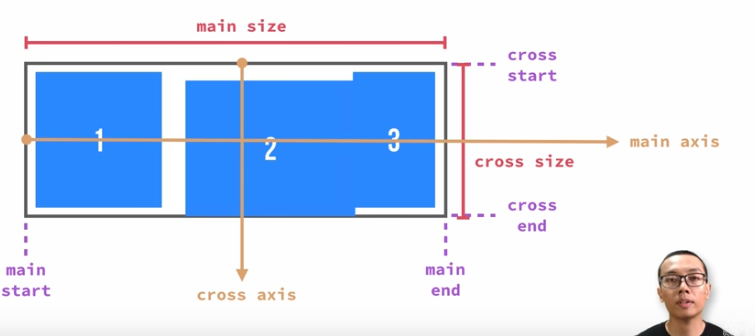 main size
cross
start
1
2
3
main axis
cross size
cross
end
main
start
cross axis
main
end